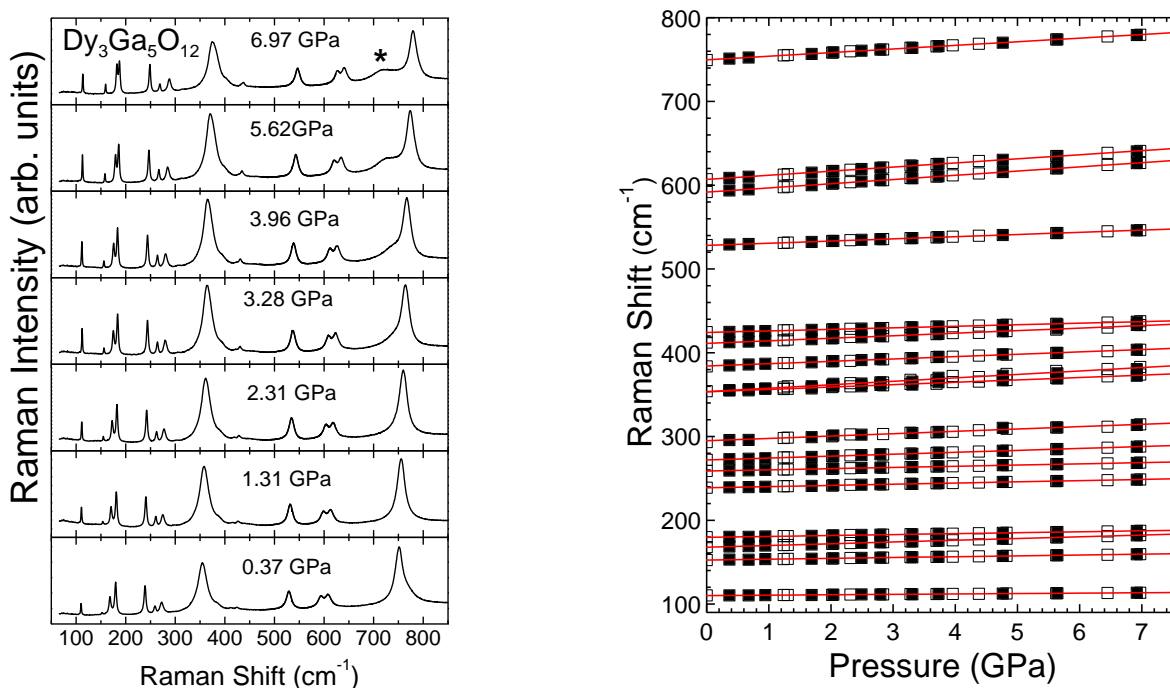 Dy₃Ga₅O₁₂
6.97 GPa
*
5.62GPa
3.96 GPa
3.28 GPa
2.31 GPa
1.31 GPa
0.37 GPa
Raman Intensity (arb. units)
100 200 300 400 500 600 700 800
Raman Shift (cm⁻¹)
800
700
600
500
400
300
200
100
Raman Shift (cm⁻¹)
0 1 2 3 4 5 6 7
Pressure (GPa)